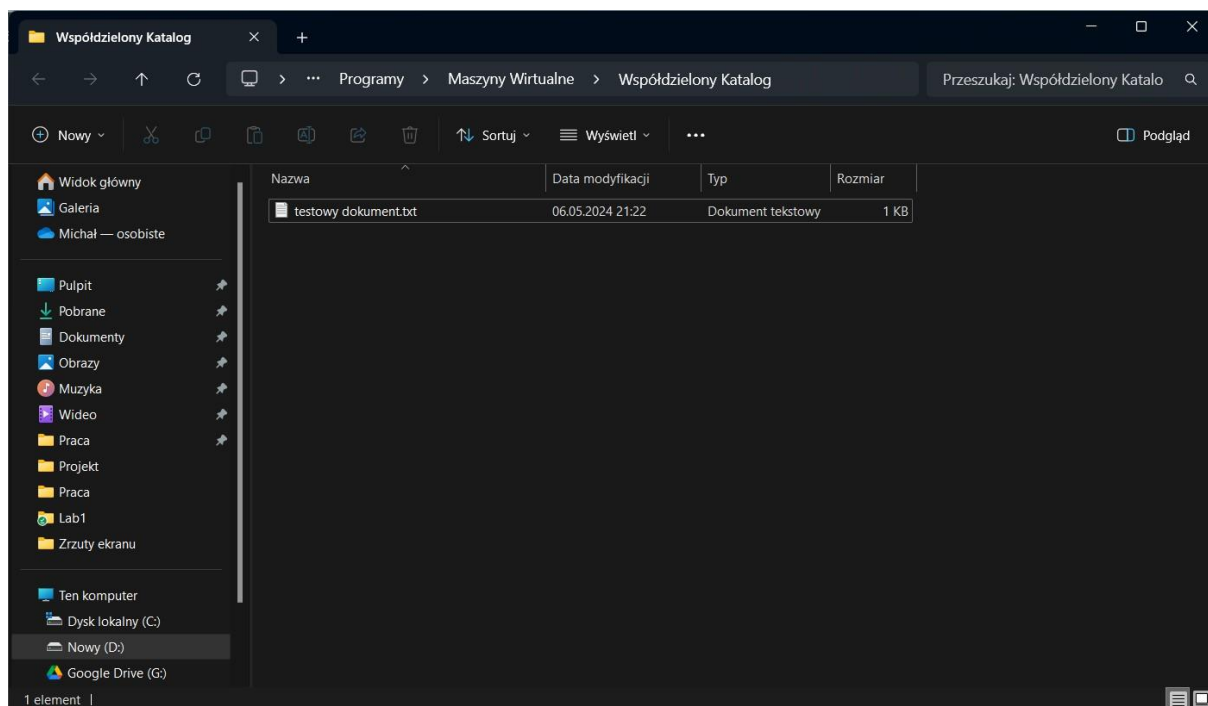 Współdzielony Katalog
Programy > Maszyny Wirtualne > Współdzielony Katalog
Przeszukaj: Współdzielony Katalo
Nowy
Sortuj
Wyświetl
Podgląd
Widok główny
Galeria
Michał — osobiste
Pulpit
Pobrane
Dokumenty
Obrazy
Muzyka
Wideo
Praca
Projekt
Praca
Lab1
Zrzuty ekranu
Ten komputer
Dysk lokalny (C:)
Nowy (D:)
Google Drive (G:)
Nazwa Data modyfikacji Typ Rozmiar
testowy dokument.txt 06.05.2024 21:22 Dokument tekstowy 1 KB
1 element